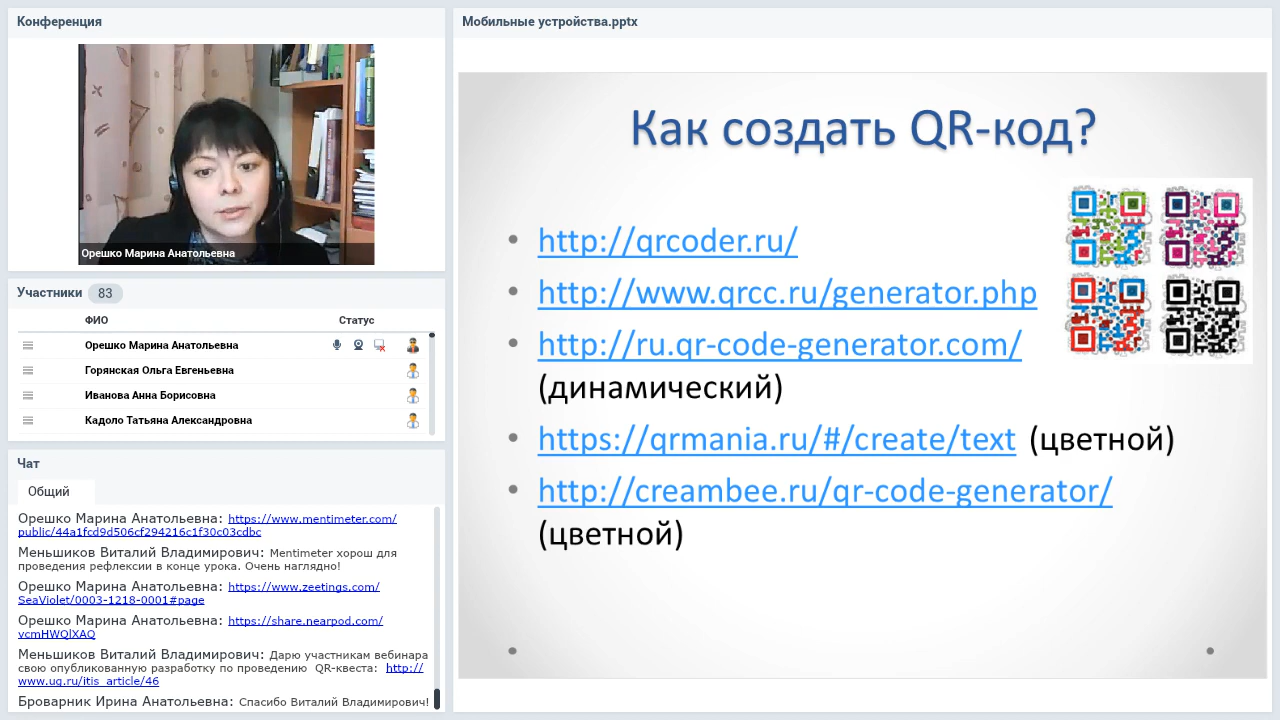 Конференция
Орешко Марина Анатольевна
Участники 83
ФИО Статус
Орешко Марина Анатольевна
Горянская Ольга Евгеньевна
Иванова Анна Борисовна
Кадоло Татьяна Александровна
Чат
Общий
Орешко Марина Анатольевна: https://www.mentimeter.com/
public/44a1fcd9d506cf294216c1f30c03cdbc
Меньшиков Виталий Владимирович: Mentimeter хорош для
проведения рефлексии в конце урока. Очень наглядно!
Орешко Марина Анатольевна: https://www.zeetings.com/
SeaViolet/0003-1218-0001#page
Орешко Марина Анатольевна: https://share.nearpod.com/
vcmHWQlXAQ
Меньшиков Виталий Владимирович: Дарю участникам вебинара
свою опубликованную разработку по проведению QR-квеста: http://
www.ug.ru/itis_article/46
Броварник Ирина Анатольевна: Спасибо Виталий Владимирович!
Мобильные устройства.pptx
Как создать QR-код?
• http://qrcoder.ru/
• http://www.qrcc.ru/generator.php
• http://ru.qr-code-generator.com/
(динамический)
• https://qrmania.ru/#/create/text (цветной)
• http://creambee.ru/qr-code-generator/
(цветной)